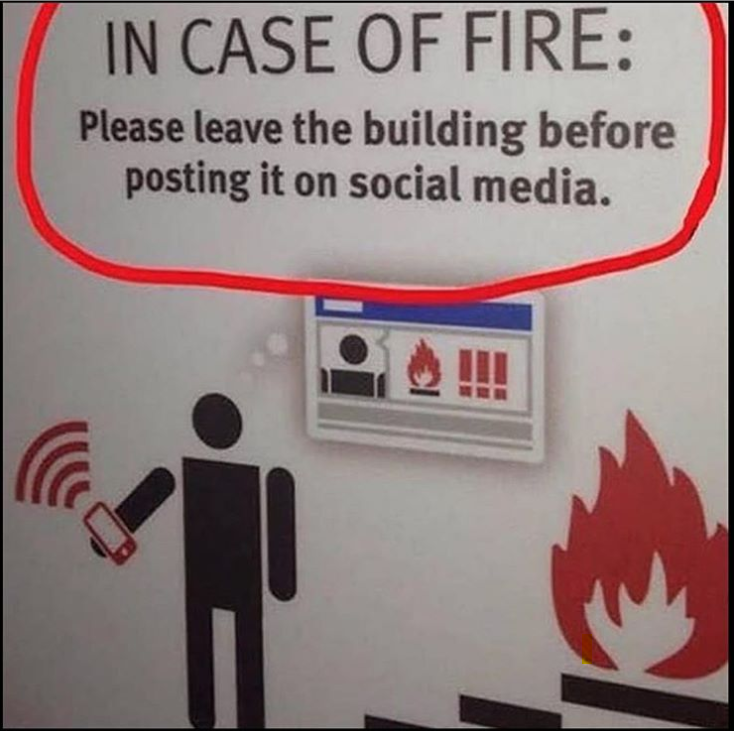 IN CASE OF FIRE:
Please leave the building before
posting it on social media.
!!!